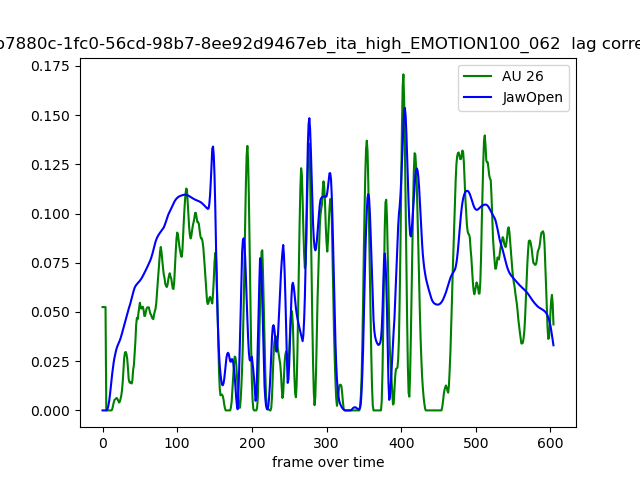 b7880c-1fc0-56cd-98b7-8ee92d9467eb_ita_high_EMOTION100_062 lag corre
AU 26
JawOpen
0.175
0.150
0.125
0.100
0.075
0.050
0.025
0.000
0 100 200 300 400 500 600
frame over time